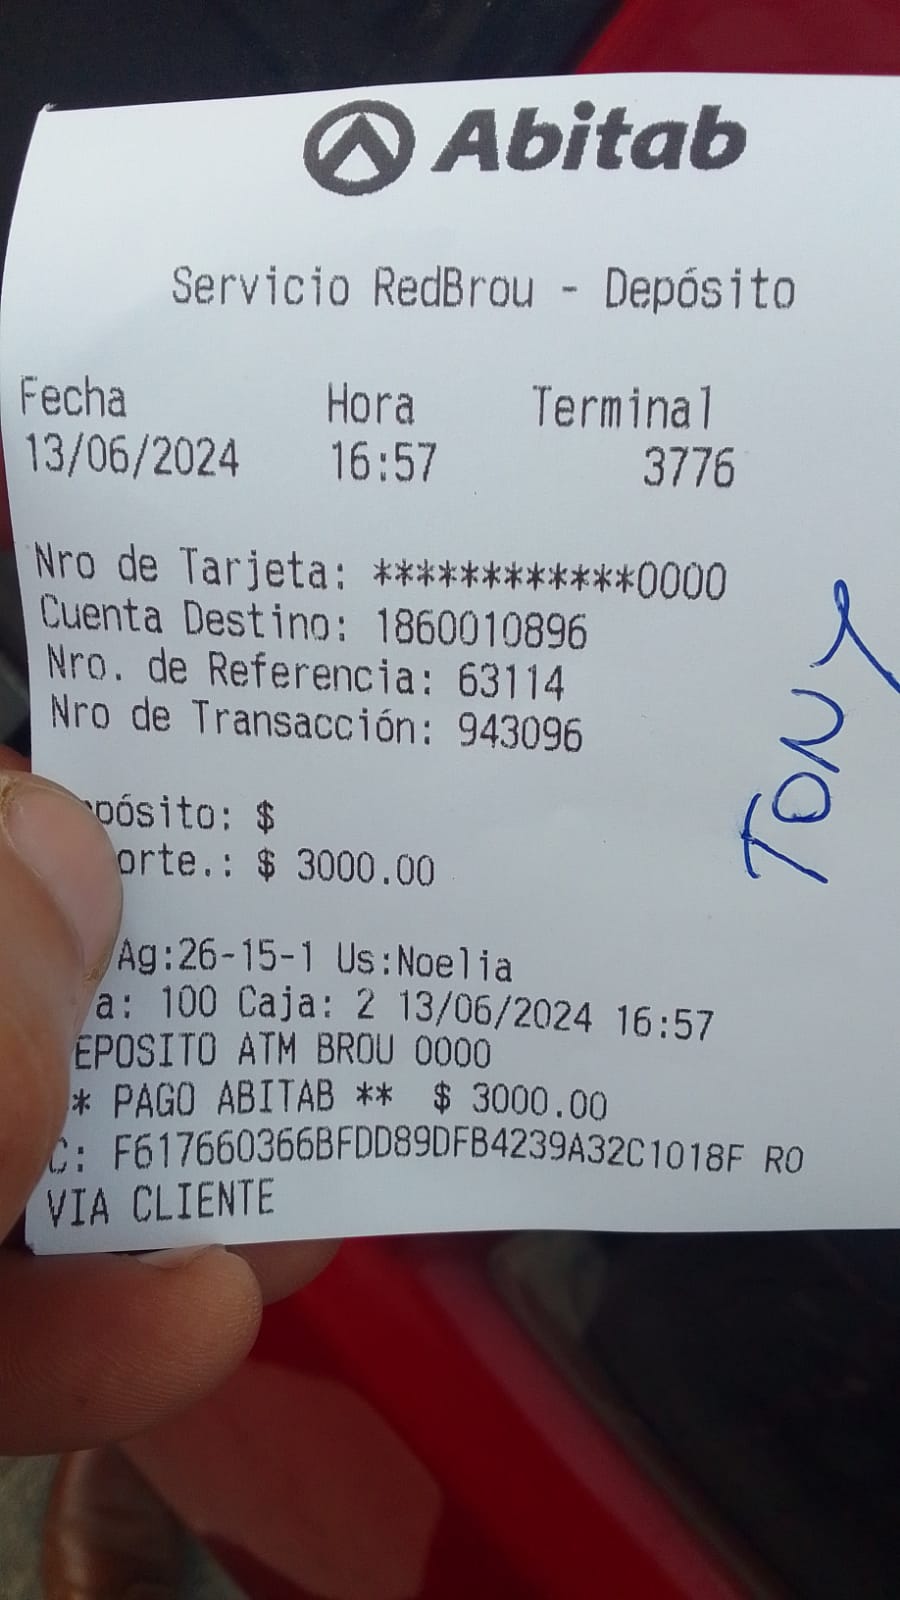 Abitab
Servicio RedBrou - Depósito
Fecha Hora Terminal
13/06/2024 16:57 3776
Nro de Tarjeta: ************0000
Cuenta Destino: 1860010896
Nro. de Referencia: 63114
Nro de Transacción: 943096
pósito: $
orte.: $ 3000.00
Ag:26-15-1 Us:Noelia
a: 100 Caja: 2 13/06/2024 16:57
EPOSITO ATM BROU 0000
* PAGO ABITAB ** $ 3000.00
C: F617660366BFDD89DFB4239A32C1018F RO
VIA CLIENTE
TONY